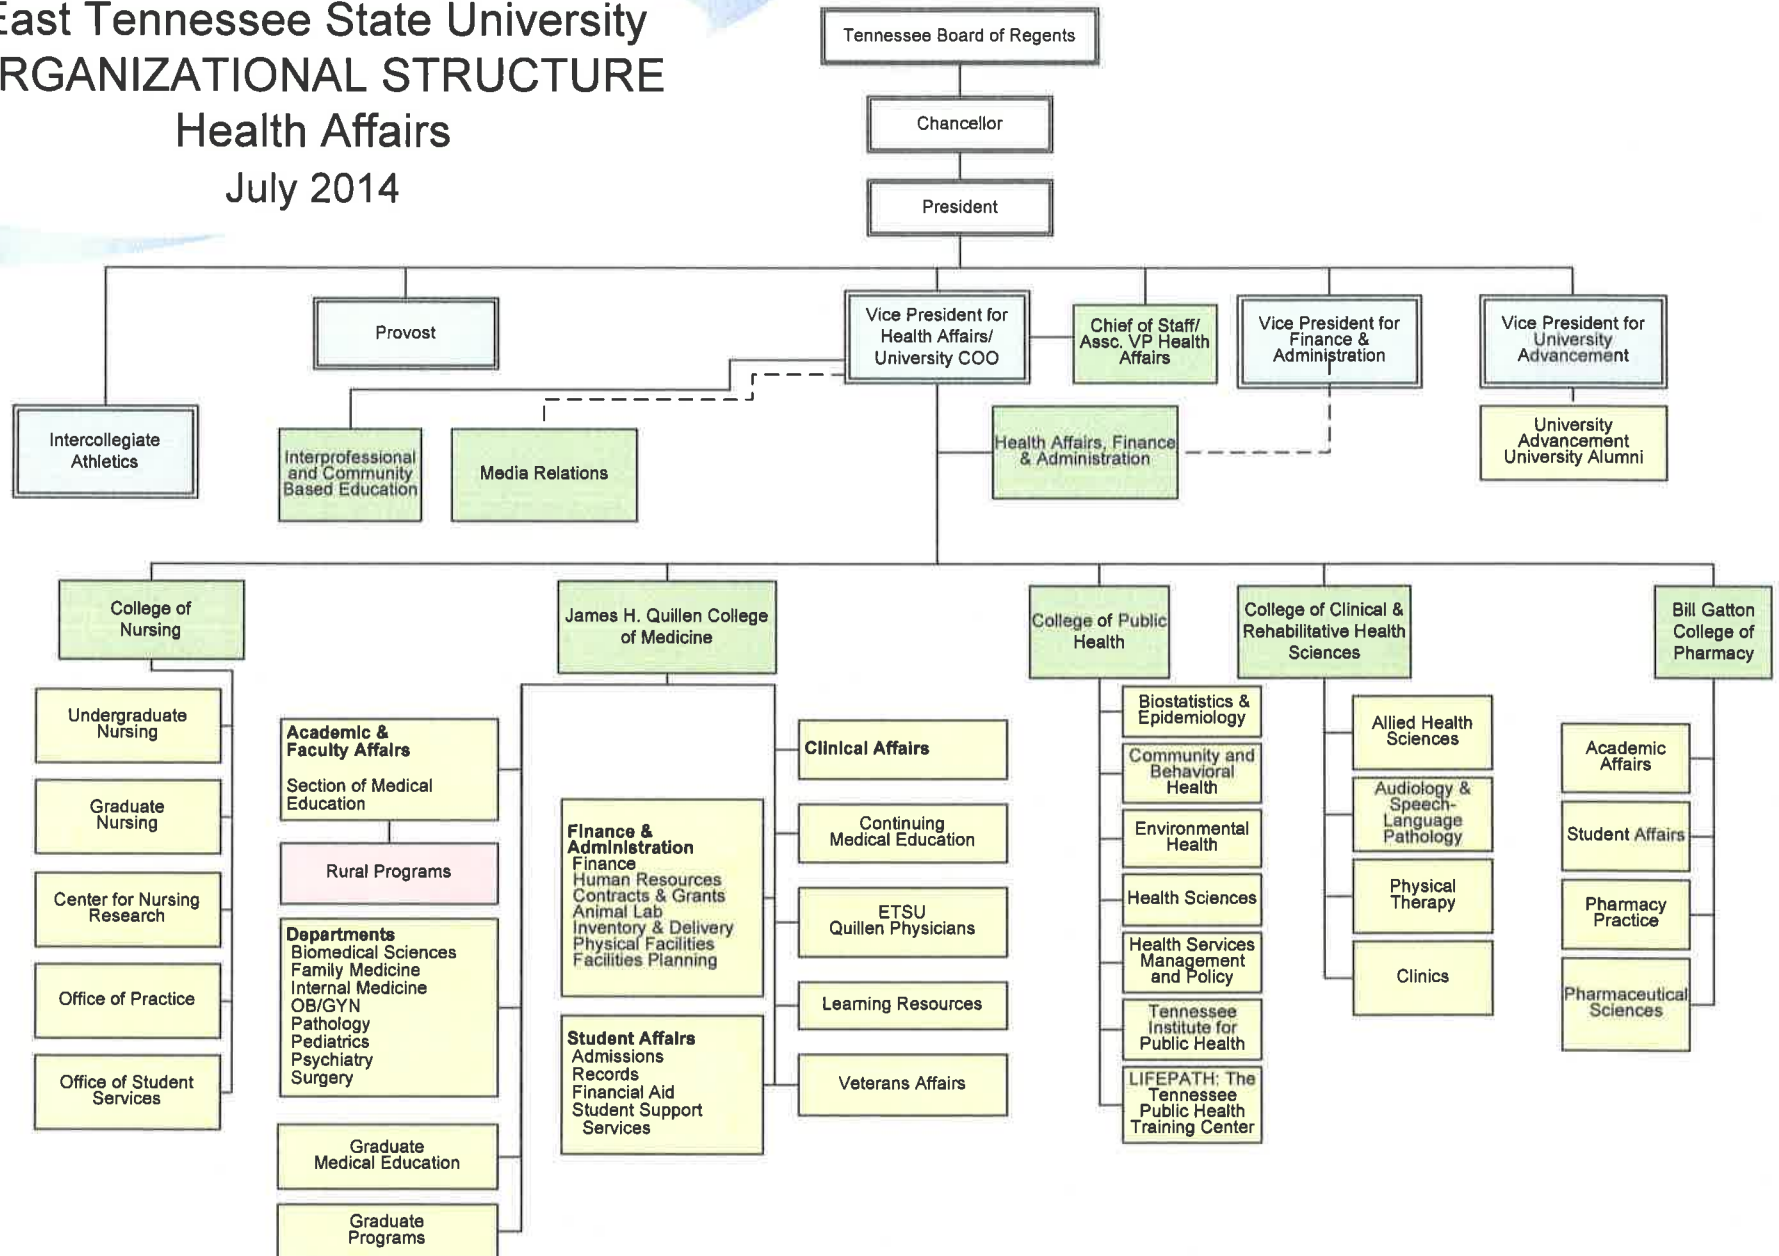 East Tennessee State University
RGANIZATIONAL STRUCTURE
Health Affairs
July 2014
Tennessee Board of Regents
Chancellor
President
Provost
Vice President for
Health Affairs/
University COO
Chief of Staff/
Assc. VP Health
Affairs
Vice President for
Finance &
Administration
Vice President for
University
Advancement
Intercollegiate
Athletics
Interprofessional
and Community
Based Education
Media Relations
Health Affairs, Finance
& Administration
University
Advancement
University Alumni
College of
Nursing
James H. Quillen College
of Medicine
College of Public
Health
College of Clinical &
Rehabilitative Health
Sciences
Bill Gatton
College of
Pharmacy
Undergraduate
Nursing
Graduate
Nursing
Center for Nursing
Research
Office of Practice
Office of Student
Services
Academic &
Faculty Affairs
Section of Medical
Education
Rural Programs
Departments
Biomedical Sciences
Family Medicine
Internal Medicine
OB/GYN
Pathology
Pediatrics
Psychiatry
Surgery
Graduate
Medical Education
Graduate
Programs
Finance &
Administration
Finance
Human Resources
Contracts & Grants
Animal Lab
Inventory & Delivery
Physical Facilities
Facilities Planning
Student Affairs
Admissions
Records
Financial Aid
Student Support
Services
Clinical Affairs
Continuing
Medical Education
ETSU
Quillen Physicians
Learning Resources
Veterans Affairs
Biostatistics &
Epidemiology
Community and
Behavioral
Health
Environmental
Health
Health Sciences
Health Services
Management
and Policy
Tennessee
Institute for
Public Health
LIFEPATH: The
Tennessee
Public Health
Training Center
Allied Health
Sciences
Audiology &
Speech-
Language
Pathology
Physical
Therapy
Clinics
Academic
Affairs
Student Affairs
Pharmacy
Practice
Pharmaceutical
Sciences